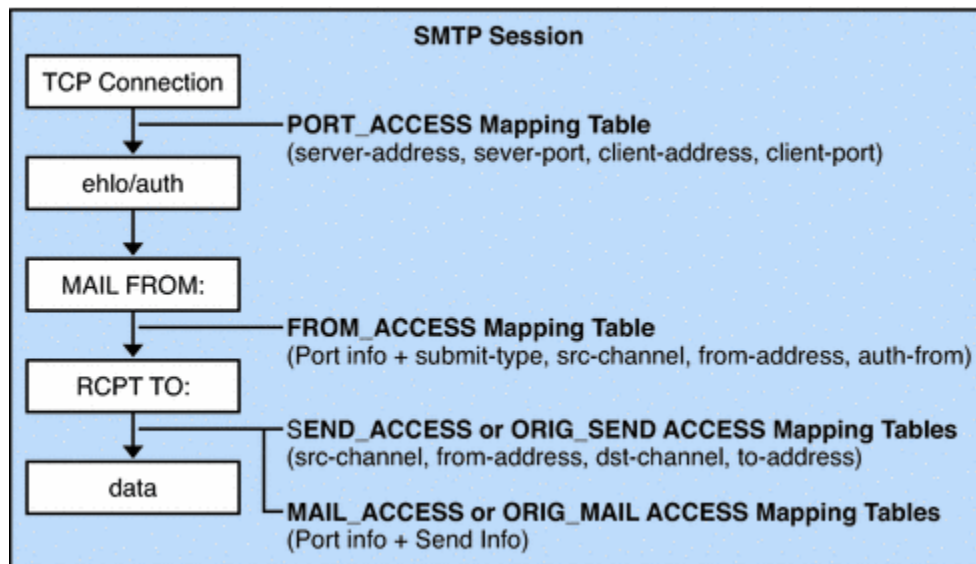 SMTP Session
TCP Connection
PORT_ACCESS Mapping Table
(server-address, sever-port, client-address, client-port)
ehlo/auth
MAIL FROM:
FROM_ACCESS Mapping Table
(Port info + submit-type, src-channel, from-address, auth-from)
RCPT TO:
SEND_ACCESS or ORIG_SEND ACCESS Mapping Tables
(src-channel, from-address, dst-channel, to-address)
data
MAIL_ACCESS or ORIG_MAIL ACCESS Mapping Tables
(Port info + Send Info)